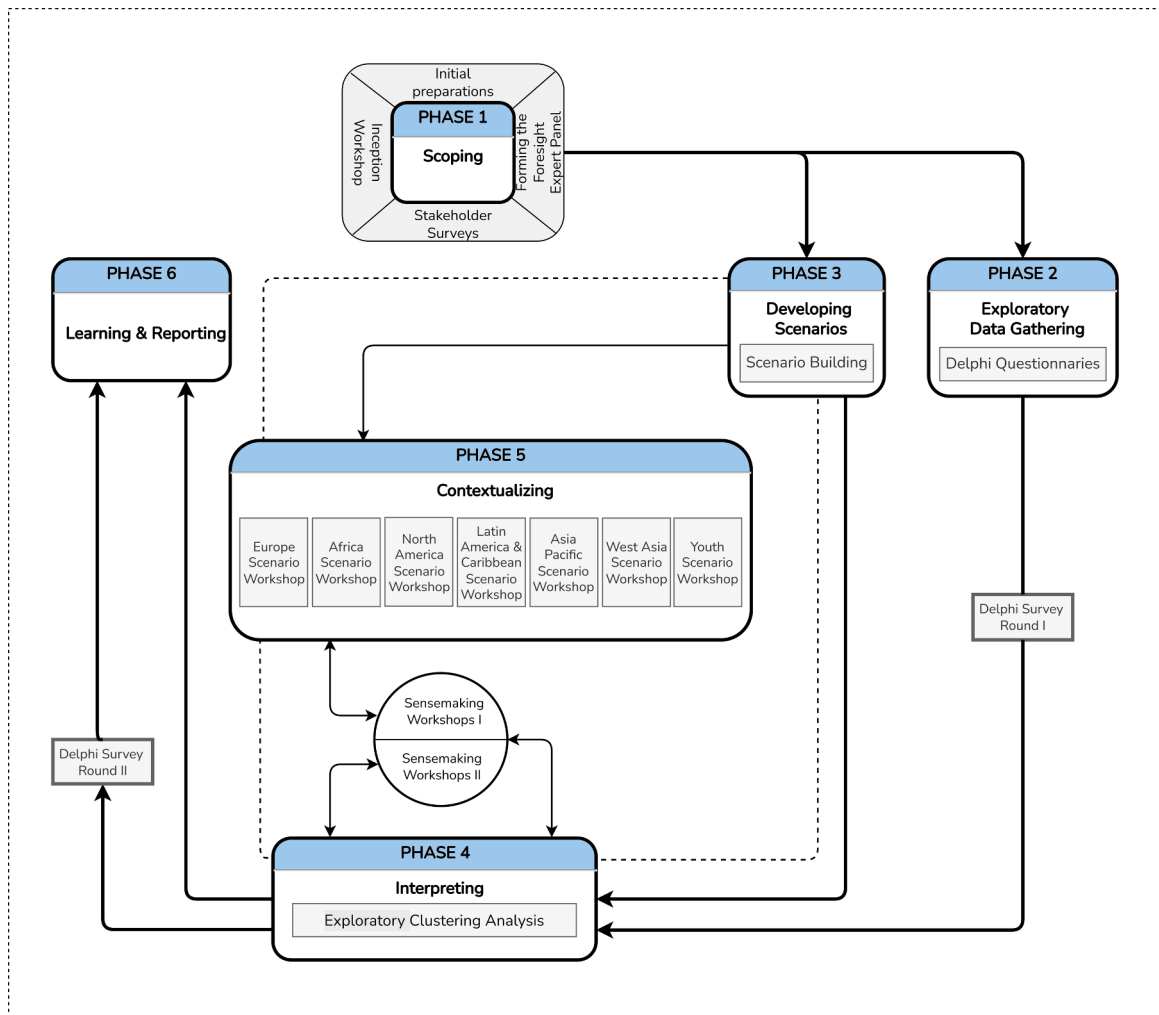 Initial
preparations
PHASE 1
Scoping
Inception
Workshop
Forming the
Foresight
Expert Panel
Stakeholder
Surveys
PHASE 6
Learning & Reporting
PHASE 3
Developing
Scenarios
Scenario Building
PHASE 2
Exploratory
Data Gathering
Delphi Questionnaries
PHASE 5
Contextualizing
Europe
Scenario
Workshop
Africa
Scenario
Workshop
North
America
Scenario
Workshop
Latin
America &
Caribbean
Scenario
Workshop
Asia
Pacific
Scenario
Workshop
West Asia
Scenario
Workshop
Youth
Scenario
Workshop
Delphi Survey
Round I
Sensemaking
Workshops I
Sensemaking
Workshops II
Delphi Survey
Round II
PHASE 4
Interpreting
Exploratory Clustering Analysis